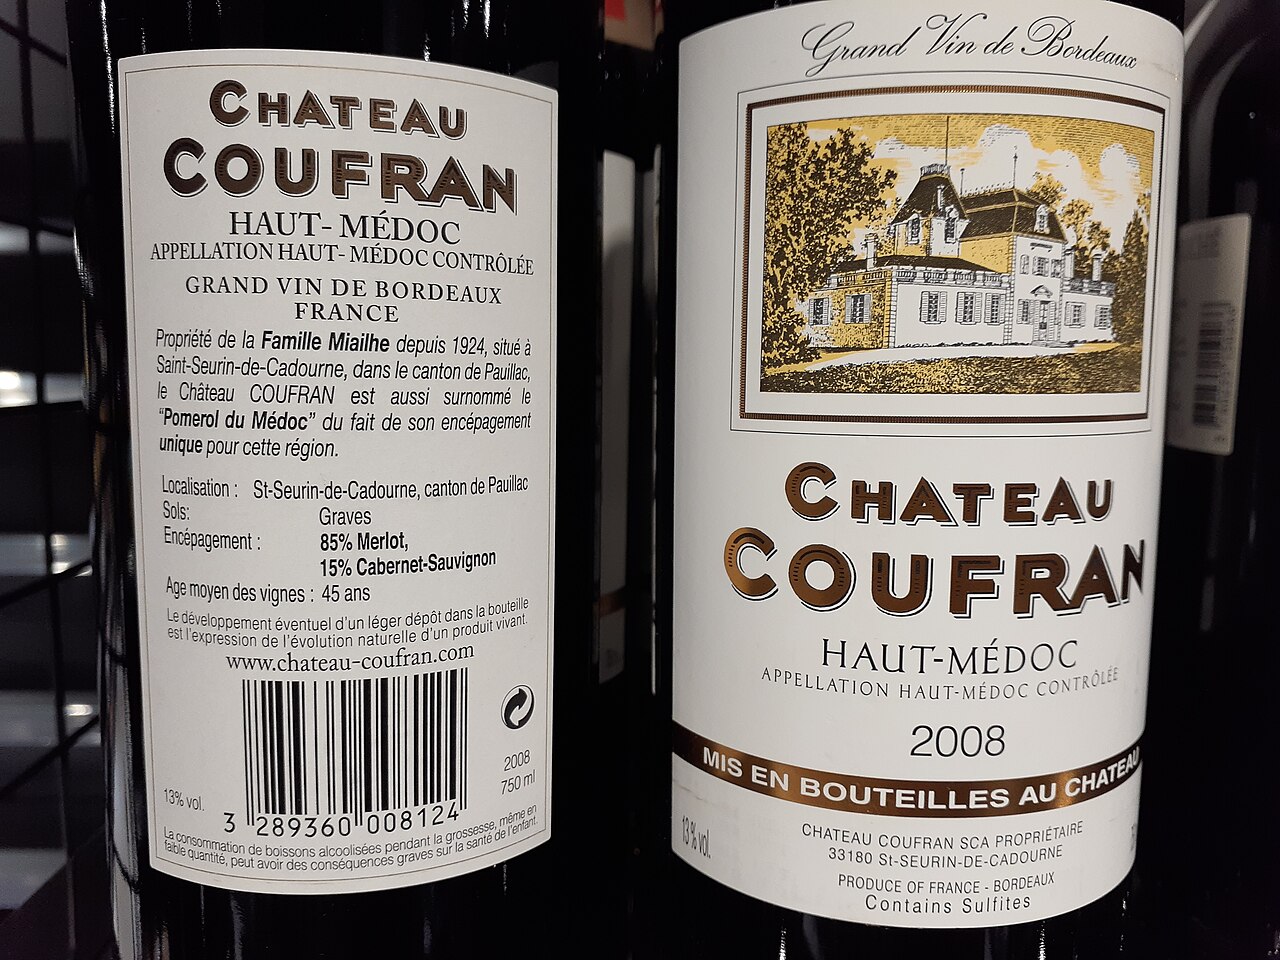 CHATEAU
COUFRAN
HAUT-MÉDOC
APPELLATION HAUT-MÉDOC CONTRÔLÉE
GRAND VIN DE BORDEAUX
FRANCE
Propriété de la Famille Miailhe depuis 1924, situé à
Saint-Seurin-de-Cadourne, dans le canton de Pauillac,
le Château COUFRAN est aussi surnommé le
"Pomerol du Médoc" du fait de son encépagement
unique pour cette région.
Localisation : St-Seurin-de-Cadourne, canton de Pauillac
Sols: Graves
Encépagement : 85% Merlot,
15% Cabernet-Sauvignon
Age moyen des vignes : 45 ans
Le développement éventuel d'un léger dépôt dans la bouteille
est l'expression de l'évolution naturelle d'un produit vivant.
www.chateau-coufran.com
2008
750 ml
13% vol.
3 289360 008124
La consommation de boissons alcoolisées pendant la grossesse, même en
faible quantité, peut avoir des conséquences graves sur la santé de l'enfant.
Grand Vin de Bordeaux
CHATEAU
COUFRAN
HAUT-MÉDOC
APPELLATION HAUT-MÉDOC CONTRÔLÉE
2008
MIS EN BOUTEILLES AU CHATEAU
13% vol.
CHATEAU COUFRAN SCA PROPRIÉTAIRE
33180 St-SEURIN-DE-CADOURNE
PRODUCE OF FRANCE - BORDEAUX
Contains Sulfites